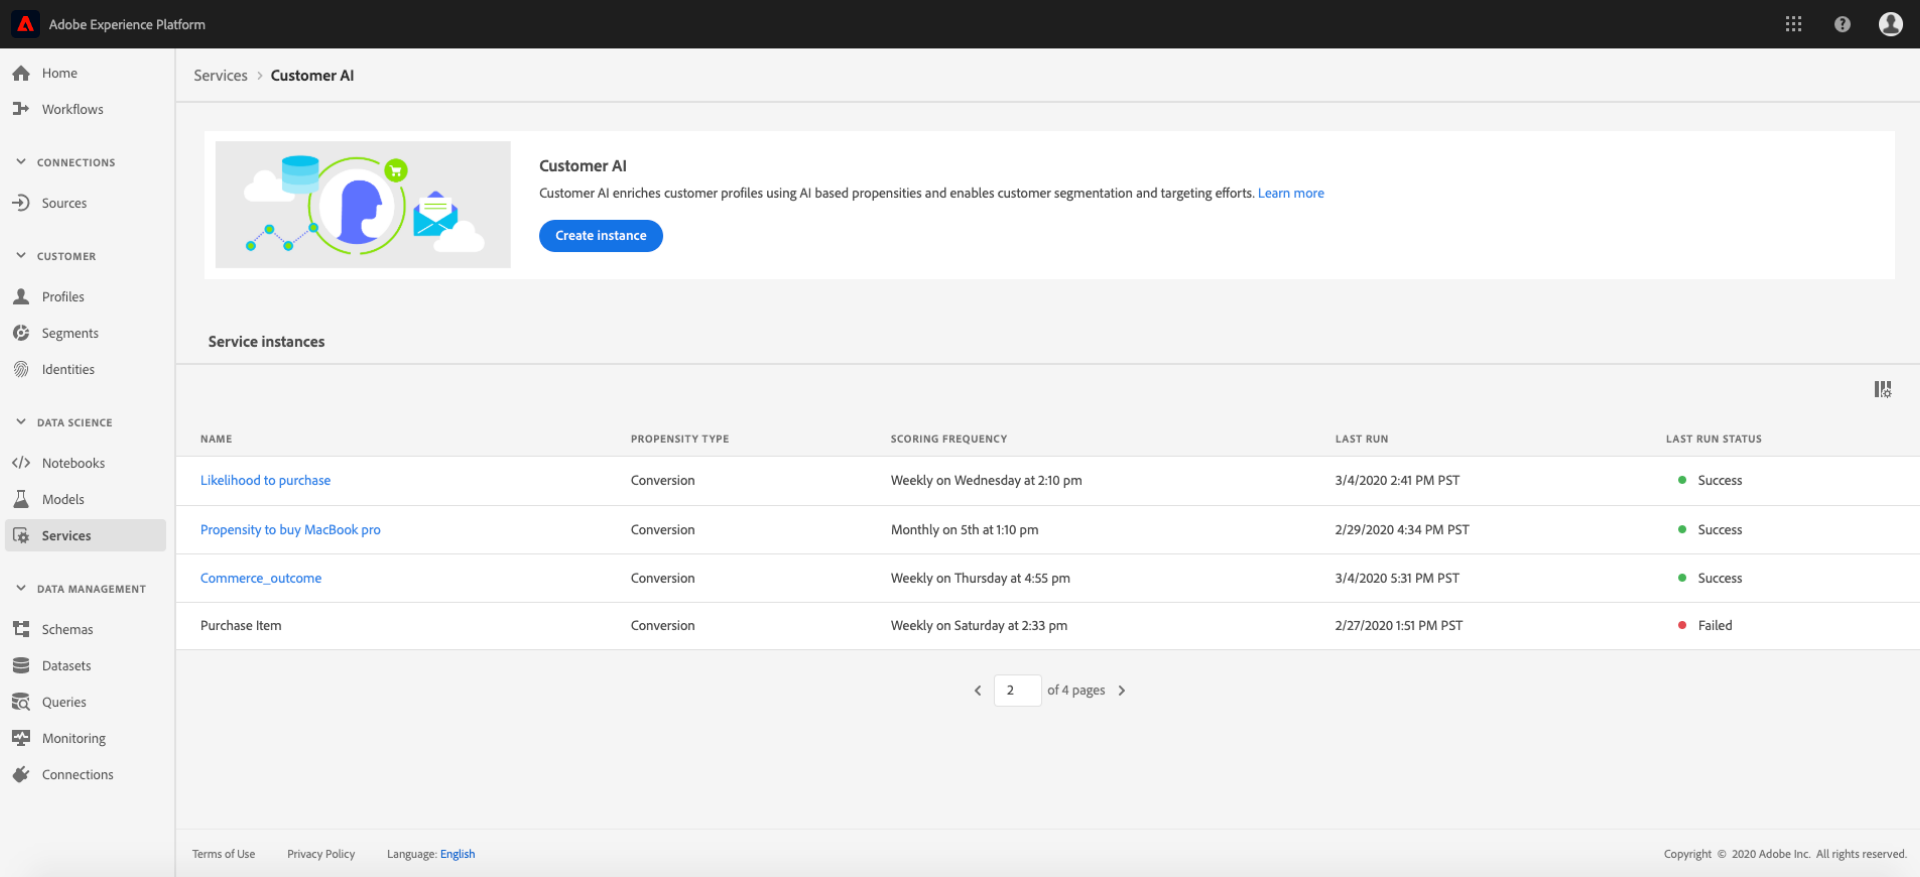 Adobe Experience Platform
Home
Workflows
CONNECTIONS
Sources
CUSTOMER
Profiles
Segments
Identities
DATA SCIENCE
Notebooks
Models
Services
DATA MANAGEMENT
Schemas
Datasets
Queries
Monitoring
Connections
Services > Customer AI
Customer AI
Customer AI enriches customer profiles using AI based propensities and enables customer segmentation and targeting efforts. Learn more
Create instance
Service instances
NAME PROPENSITY TYPE SCORING FREQUENCY LAST RUN LAST RUN STATUS
Likelihood to purchase Conversion Weekly on Wednesday at 2:10 pm 3/4/2020 2:41 PM PST Success
Propensity to buy MacBook pro Conversion Monthly on 5th at 1:10 pm 2/29/2020 4:34 PM PST Success
Commerce_outcome Conversion Weekly on Thursday at 4:55 pm 3/4/2020 5:31 PM PST Success
Purchase Item Conversion Weekly on Saturday at 2:33 pm 2/27/2020 1:51 PM PST Failed
2 of 4 pages
Terms of Use Privacy Policy Language: English Copyright © 2020 Adobe Inc. All rights reserved.